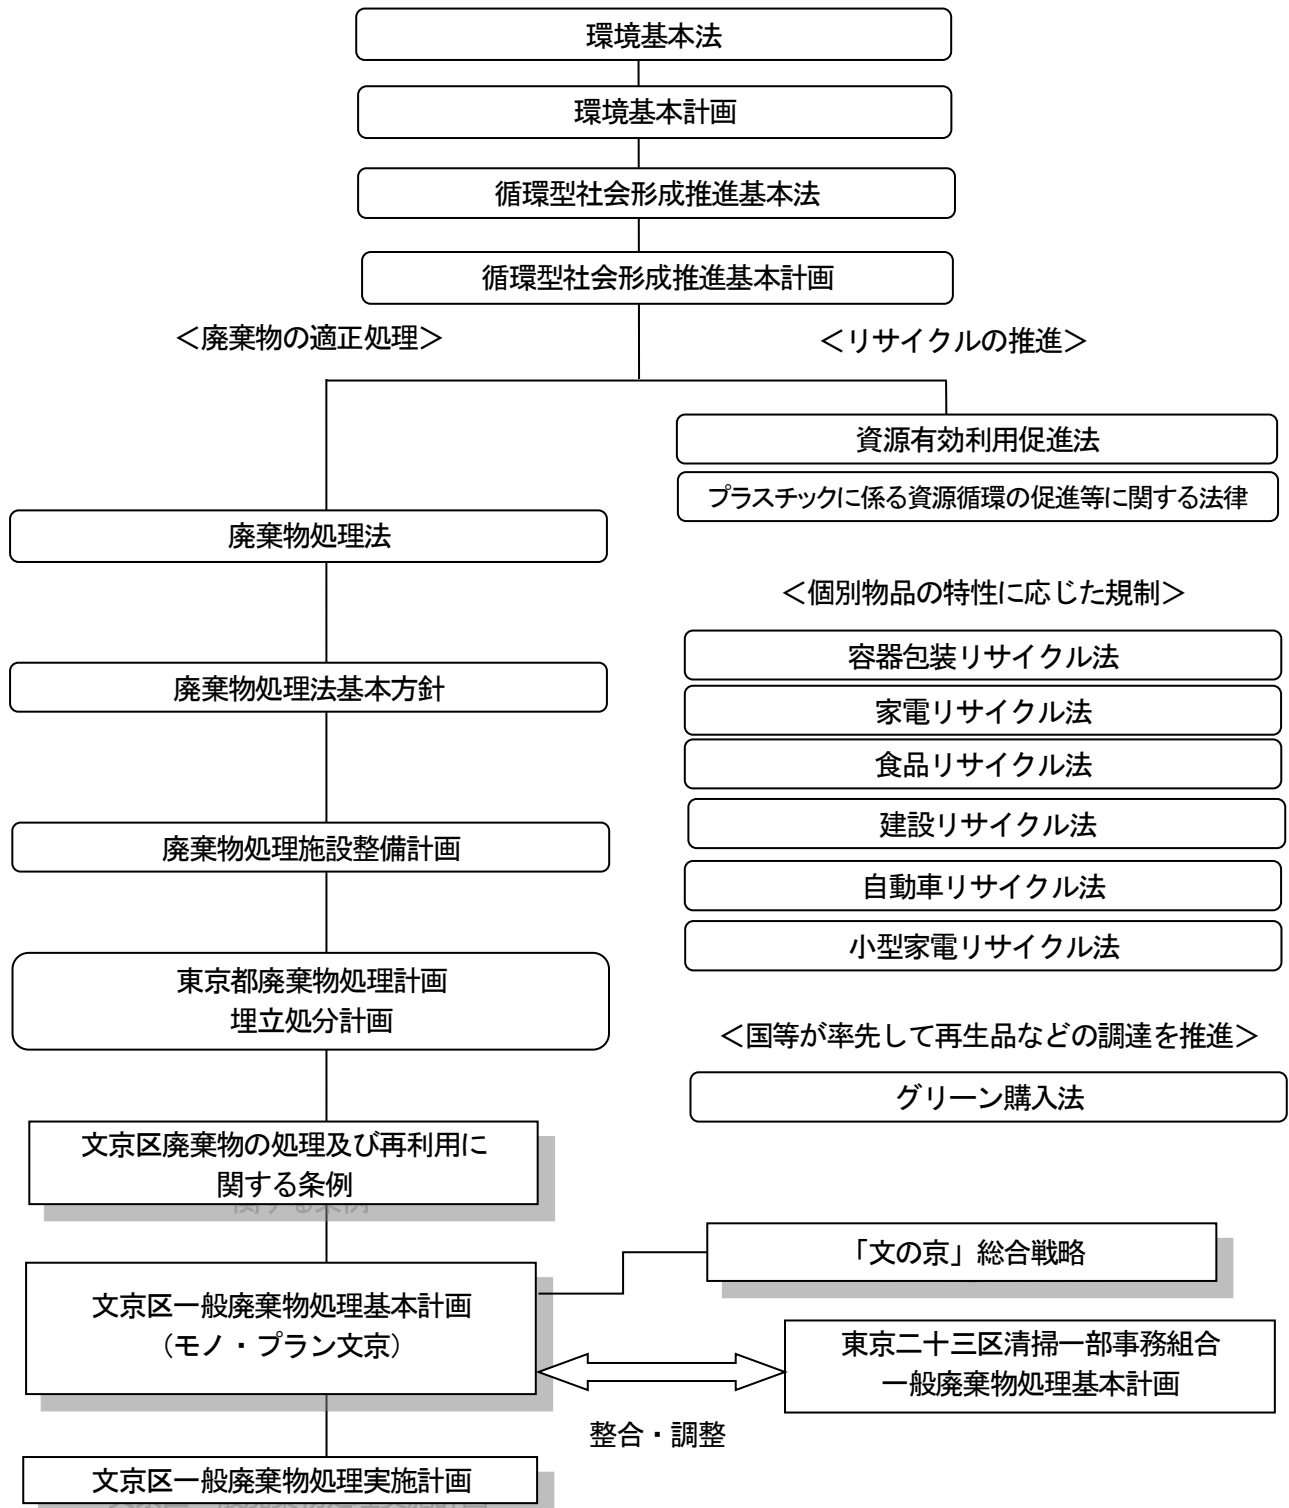 環境基本法
環境基本計画
循環型社会形成推進基本法
循環型社会形成推進基本計画
＜廃棄物の適正処理＞
＜リサイクルの推進＞
資源有効利用促進法
プラスチックに係る資源循環の促進等に関する法律
廃棄物処理法
＜個別物品の特性に応じた規制＞
容器包装リサイクル法
廃棄物処理法基本方針
家電リサイクル法
食品リサイクル法
建設リサイクル法
廃棄物処理施設整備計画
自動車リサイクル法
小型家電リサイクル法
東京都廃棄物処理計画
埋立処分計画
＜国等が率先して再生品などの調達を推進＞
グリーン購入法
文京区廃棄物の処理及び再利用に
関する条例
「文の京」総合戦略
文京区一般廃棄物処理基本計画
（モノ・プラン文京）
東京二十三区清掃一部事務組合
一般廃棄物処理基本計画
整合・調整
文京区一般廃棄物処理実施計画